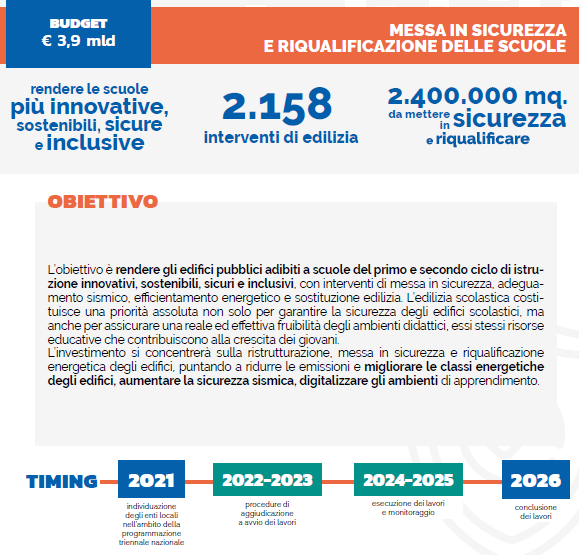 BUDGET
€ 3,9 mld
MESSA IN SICUREZZA
E RIQUALIFICAZIONE DELLE SCUOLE
rendere le scuole
più innovative,
sostenibili, sicure
e inclusive
2.158
interventi di edilizia
2.400.000 mq.
da mettere in sicurezza
e riqualificare
OBIETTIVO
L'obiettivo è rendere gli edifici pubblici adibiti a scuole del primo e secondo ciclo di istru-
zione innovativi, sostenibili, sicuri e inclusivi, con interventi di messa in sicurezza, adegua-
mento sismico, efficientamento energetico e sostituzione edilizia. L'edilizia scolastica costi-
tuisce una priorità assoluta non solo per garantire la sicurezza degli edifici scolastici, ma
anche per assicurare una reale ed effettiva fruibilità degli ambienti didattici, essi stessi risorse
educative che contribuiscono alla crescita dei giovani.
L'investimento si concentrerà sulla ristrutturazione, messa in sicurezza e riqualificazione
energetica degli edifici, puntando a ridurre le emissioni e migliorare le classi energetiche
degli edifici, aumentare la sicurezza sismica, digitalizzare gli ambienti di apprendimento.
TIMING
2021
individuazione
degli enti locali
nell'ambito della
programmazione
triennale nazionale
2022-2023
procedure di
aggiudicazione
a avvio dei lavori
2024-2025
esecuzione dei lavori
e monitoraggio
2026
conclusione
dei lavori